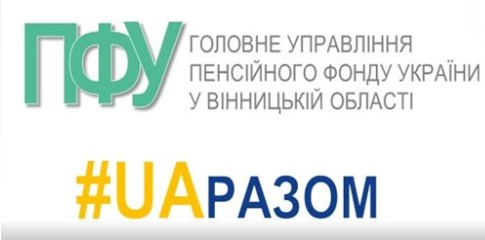 ПФУ
ГОЛОВНЕ УПРАВЛІННЯ
ПЕНСІЙНОГО ФОНДУ УКРАЇНИ
У ВІННИЦЬКІЙ ОБЛАСТІ
#UAРАЗОМ